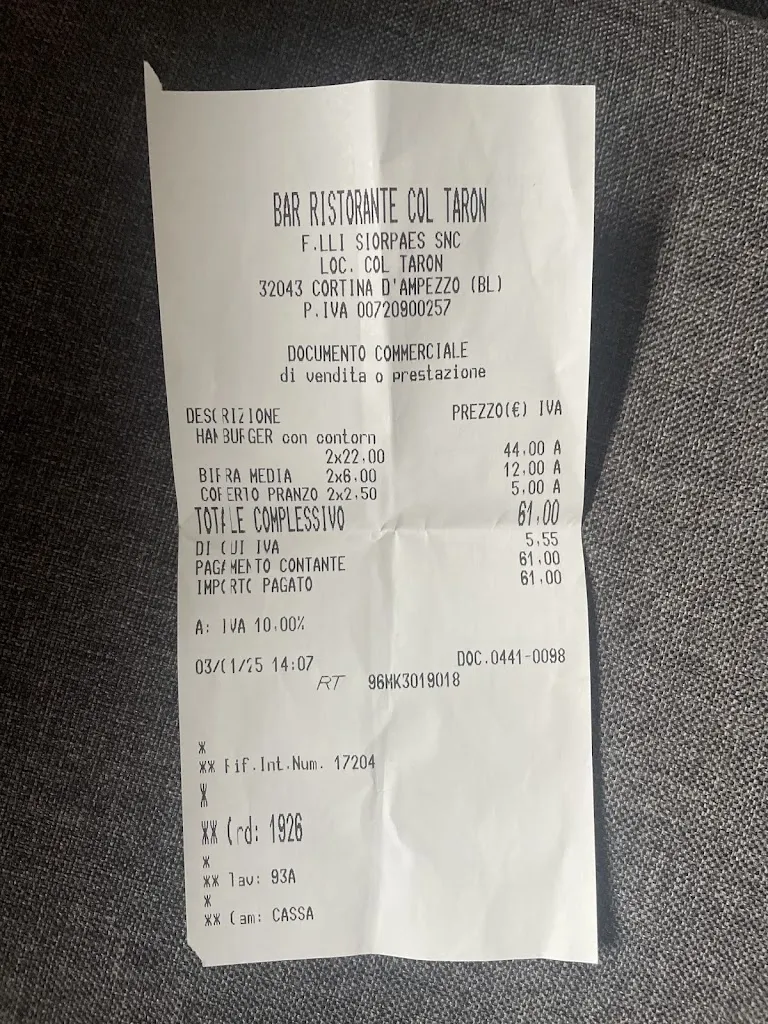 BAR RISTORANTE COL TARON
F.LLI SIORPAES SNC
LOC. COL TARON
32043 CORTINA D'AMPEZZO (BL)
P.IVA 00720900257
DOCUMENTO COMMERCIALE
di vendita o prestazione
DESCRIZIONE PREZZO(€) IVA
HAMBURGER con contorn
2x22,00 44,00 A
BIRRA MEDIA 2x6,00 12,00 A
COPERTO PRANZO 2x2,50 5,00 A
TOTALE COMPLESSIVO 61,00
DI CUI IVA 5,55
PAGAMENTO CONTANTE 61,00
IMPORTO PAGATO 61,00
A: IVA 10,00%
03/01/25 14:07 DOC.0441-0098
RT 96MK3019018
*
** Rif.Int.Num. 17204
*
** Ord: 1926
*
** Tav: 93A
*
** Cam: CASSA